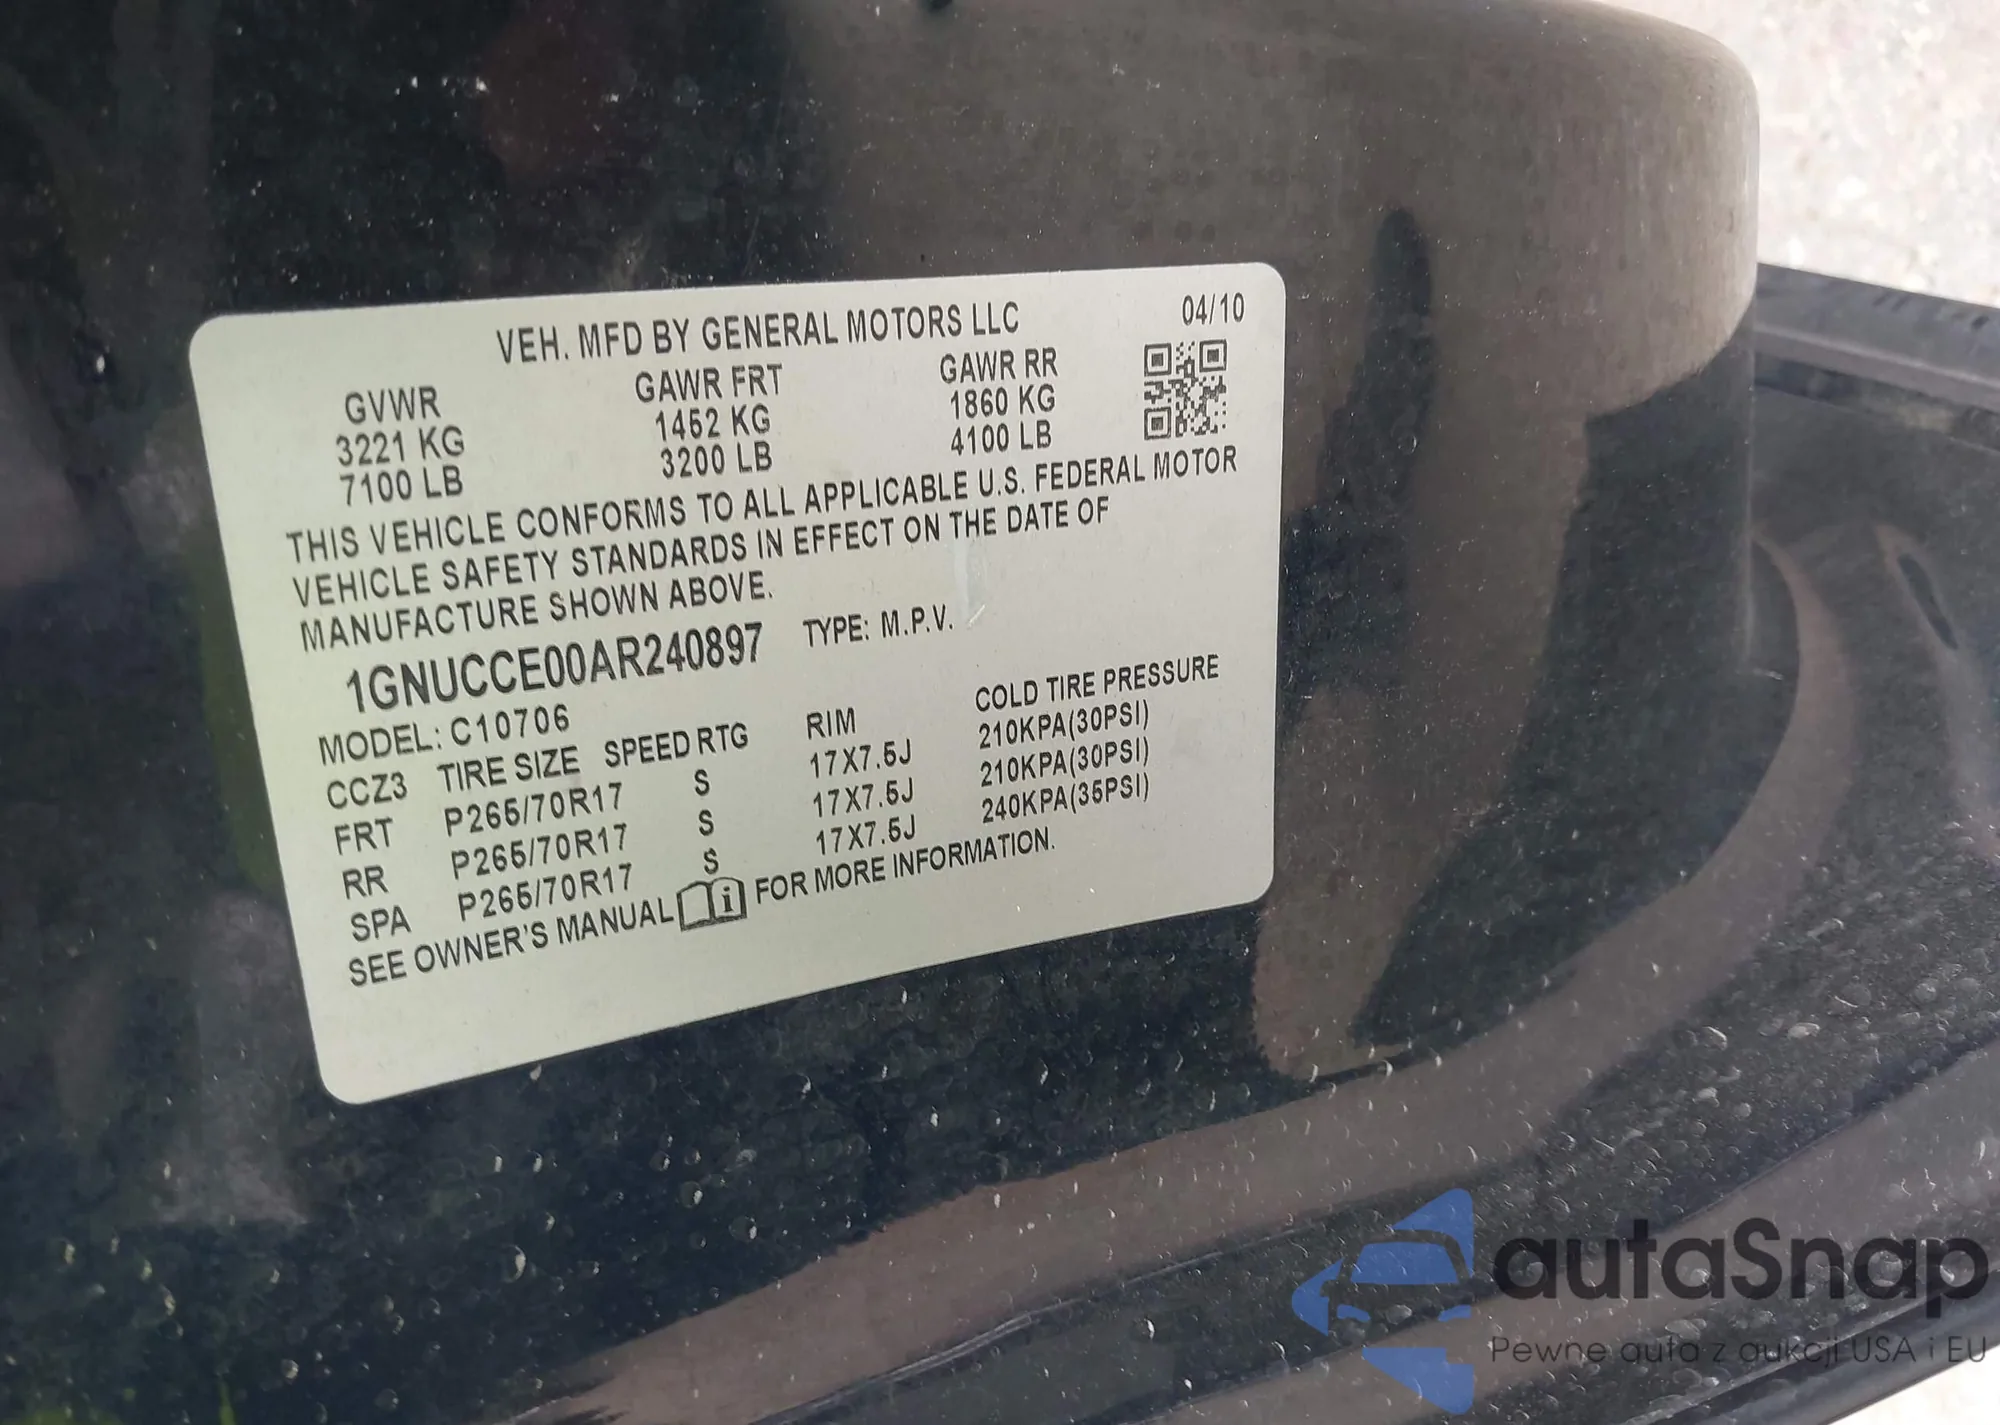 VEH. MFD BY GENERAL MOTORS LLC 04/10
GVWR GAWR FRT GAWR RR
3221 KG 1452 KG 1860 KG
7100 LB 3200 LB 4100 LB
THIS VEHICLE CONFORMS TO ALL APPLICABLE U.S. FEDERAL MOTOR
VEHICLE SAFETY STANDARDS IN EFFECT ON THE DATE OF
MANUFACTURE SHOWN ABOVE.
1GNUCCE00AR240897 TYPE: M.P.V.
MODEL: C10706
CCZ3 TIRE SIZE SPEED RTG RIM COLD TIRE PRESSURE
FRT P265/70R17 S 17X7.5J 210KPA(30PSI)
RR P265/70R17 S 17X7.5J 210KPA(30PSI)
SPA P265/70R17 S 17X7.5J 240KPA(35PSI)
SEE OWNER'S MANUAL FOR MORE INFORMATION.
autaSnap
Pewne auta z aukcji USA i EU